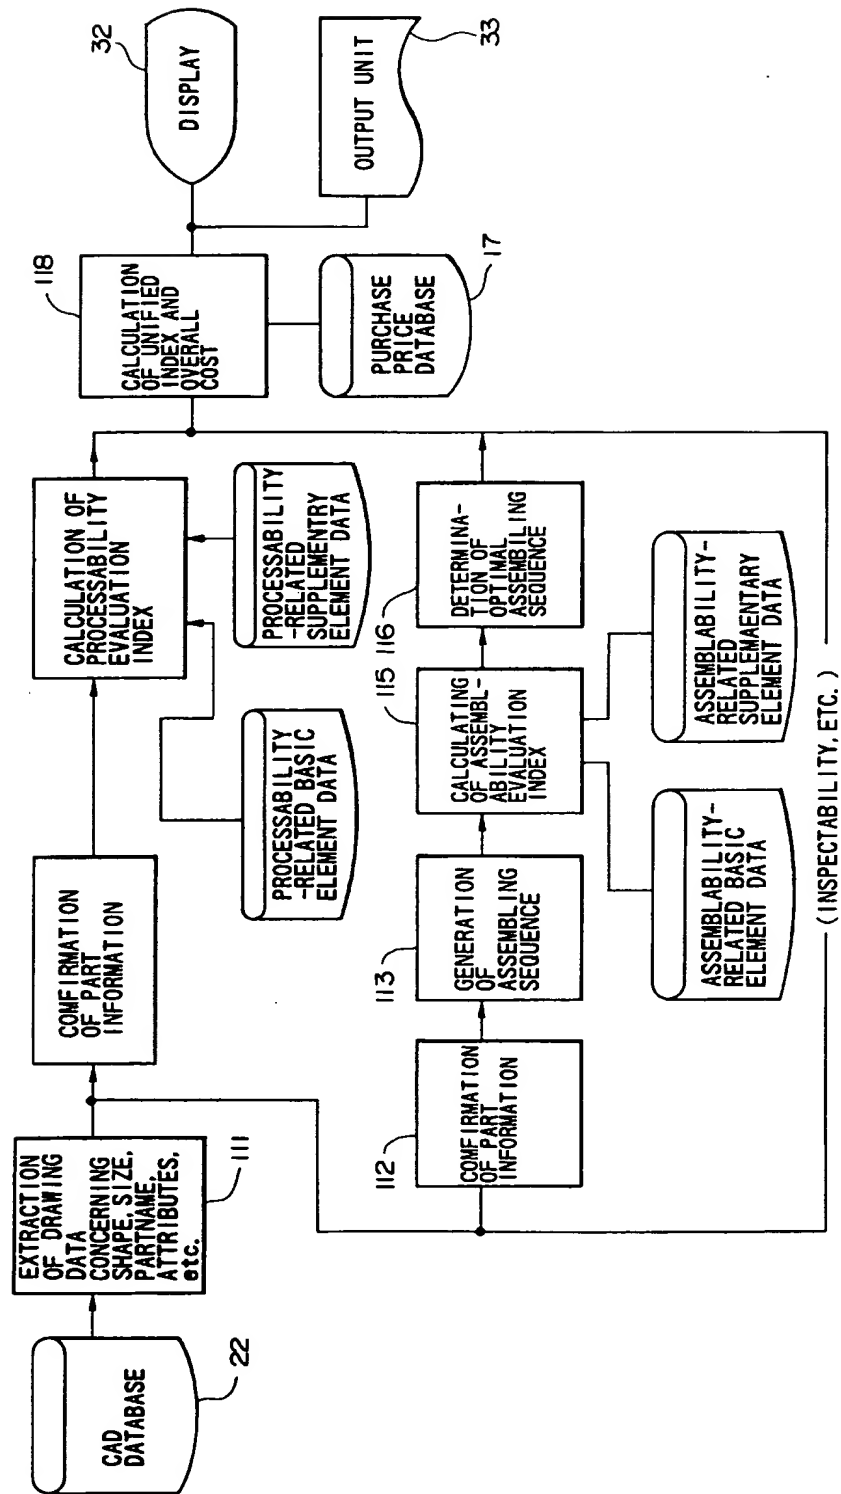 CAD
DATABASE
22
EXTRACTION
OF DRAWING
DATA
CONCERNING
SHAPE, SIZE,
PARTNAME,
ATTRIBUTES,
etc.
111
COMFIRMATION
OF PART
INFORMATION
CALCULATION OF
PROCESSABILITY
EVALUATION
INDEX
PROCESSABILITY
-RELATED BASIC
ELEMENT DATA
PROCESSABILITY
-RELATED
SUPPLEMENTRY
ELEMENT DATA
112
COMFIRMATION
OF PART
INFORMATION
113
GENERATION
OF
ASSEMBLING
SEQUENCE
115
CALCULATING
OF ASSEMBL-
ABILITY
EVALUATION
INDEX
116
DETERMINA-
TION OF
OPTIMAL
ASSEMBILING
SEQUENCE
ASSEMBLABILITY-
RELATED BASIC
ELEMENT DATA
ASSEMBLABILITY-
RELATED
SUPPLEMAENTARY
ELEMENT DATA
(INSPECTABILITY, ETC.)
118
CALCULATION
OF UNIFIED
INDEX AND
OVERALL
COST
PURCHASE
PRICE
DATABASE
17
32
DISPLAY
OUTPUT UNIT
33